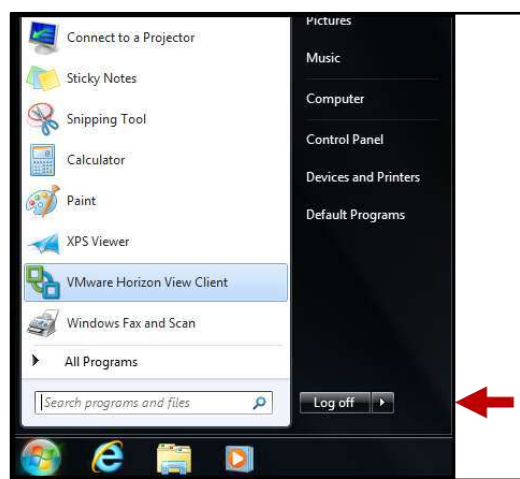 Connect to a Projector
Sticky Notes
Snipping Tool
Calculator
Paint
XPS Viewer
VMware Horizon View Client
Windows Fax and Scan
All Programs
Search programs and files
Pictures
Music
Computer
Control Panel
Devices and Printers
Default Programs
Log off